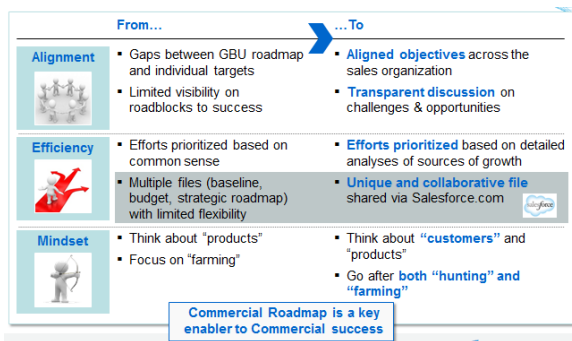 From…
…To
Alignment
▪ Gaps between GBU roadmap
and individual targets
▪ Limited visibility on
roadblocks to success
▪ Aligned objectives across the
sales organization
▪ Transparent discussion on
challenges & opportunities
Efficiency
▪ Efforts prioritized based on
common sense
▪ Multiple files (baseline,
budget, strategic roadmap)
with limited flexibility
▪ Efforts prioritized based on detailed
analyses of sources of growth
▪ Unique and collaborative file
shared via Salesforce.com
salesforce
Mindset
▪ Think about “products”
▪ Focus on “farming”
▪ Think about “customers” and
“products”
▪ Go after both “hunting” and
“farming”
Commercial Roadmap is a key
enabler to Commercial success